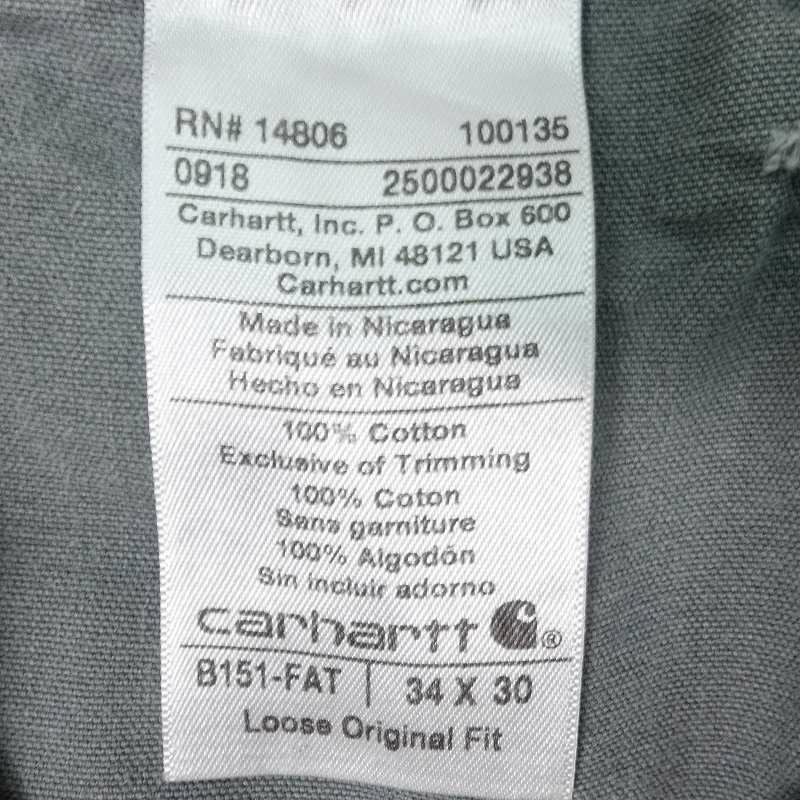 RN# 14806 100135
0918 2500022938
Carhartt, Inc. P. O. Box 600
Dearborn, MI 48121 USA
Carhartt.com
Made in Nicaragua
Fabriqué au Nicaragua
Hecho en Nicaragua
100% Cotton
Exclusive of Trimming
100% Coton
Sans garniture
100% Algodón
Sin incluir adorno
carhartt ®
B151-FAT | 34 X 30
Loose Original Fit